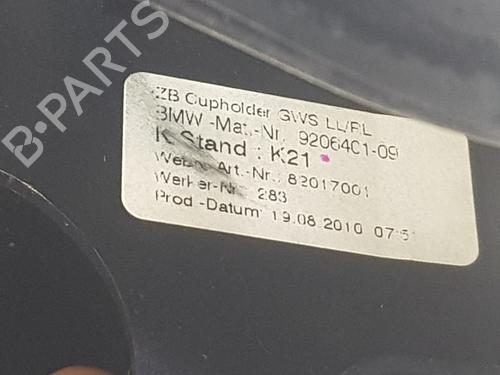 B-PARTS
ZB Cupholder GWS LL/RL
BMW -Mat.-Nr. 9206401-09
K-Stand : K21
Art.-Nr.: 82017001
Werker-Nr.: 283
Prod.-Datum: 19.08.2010 07:51